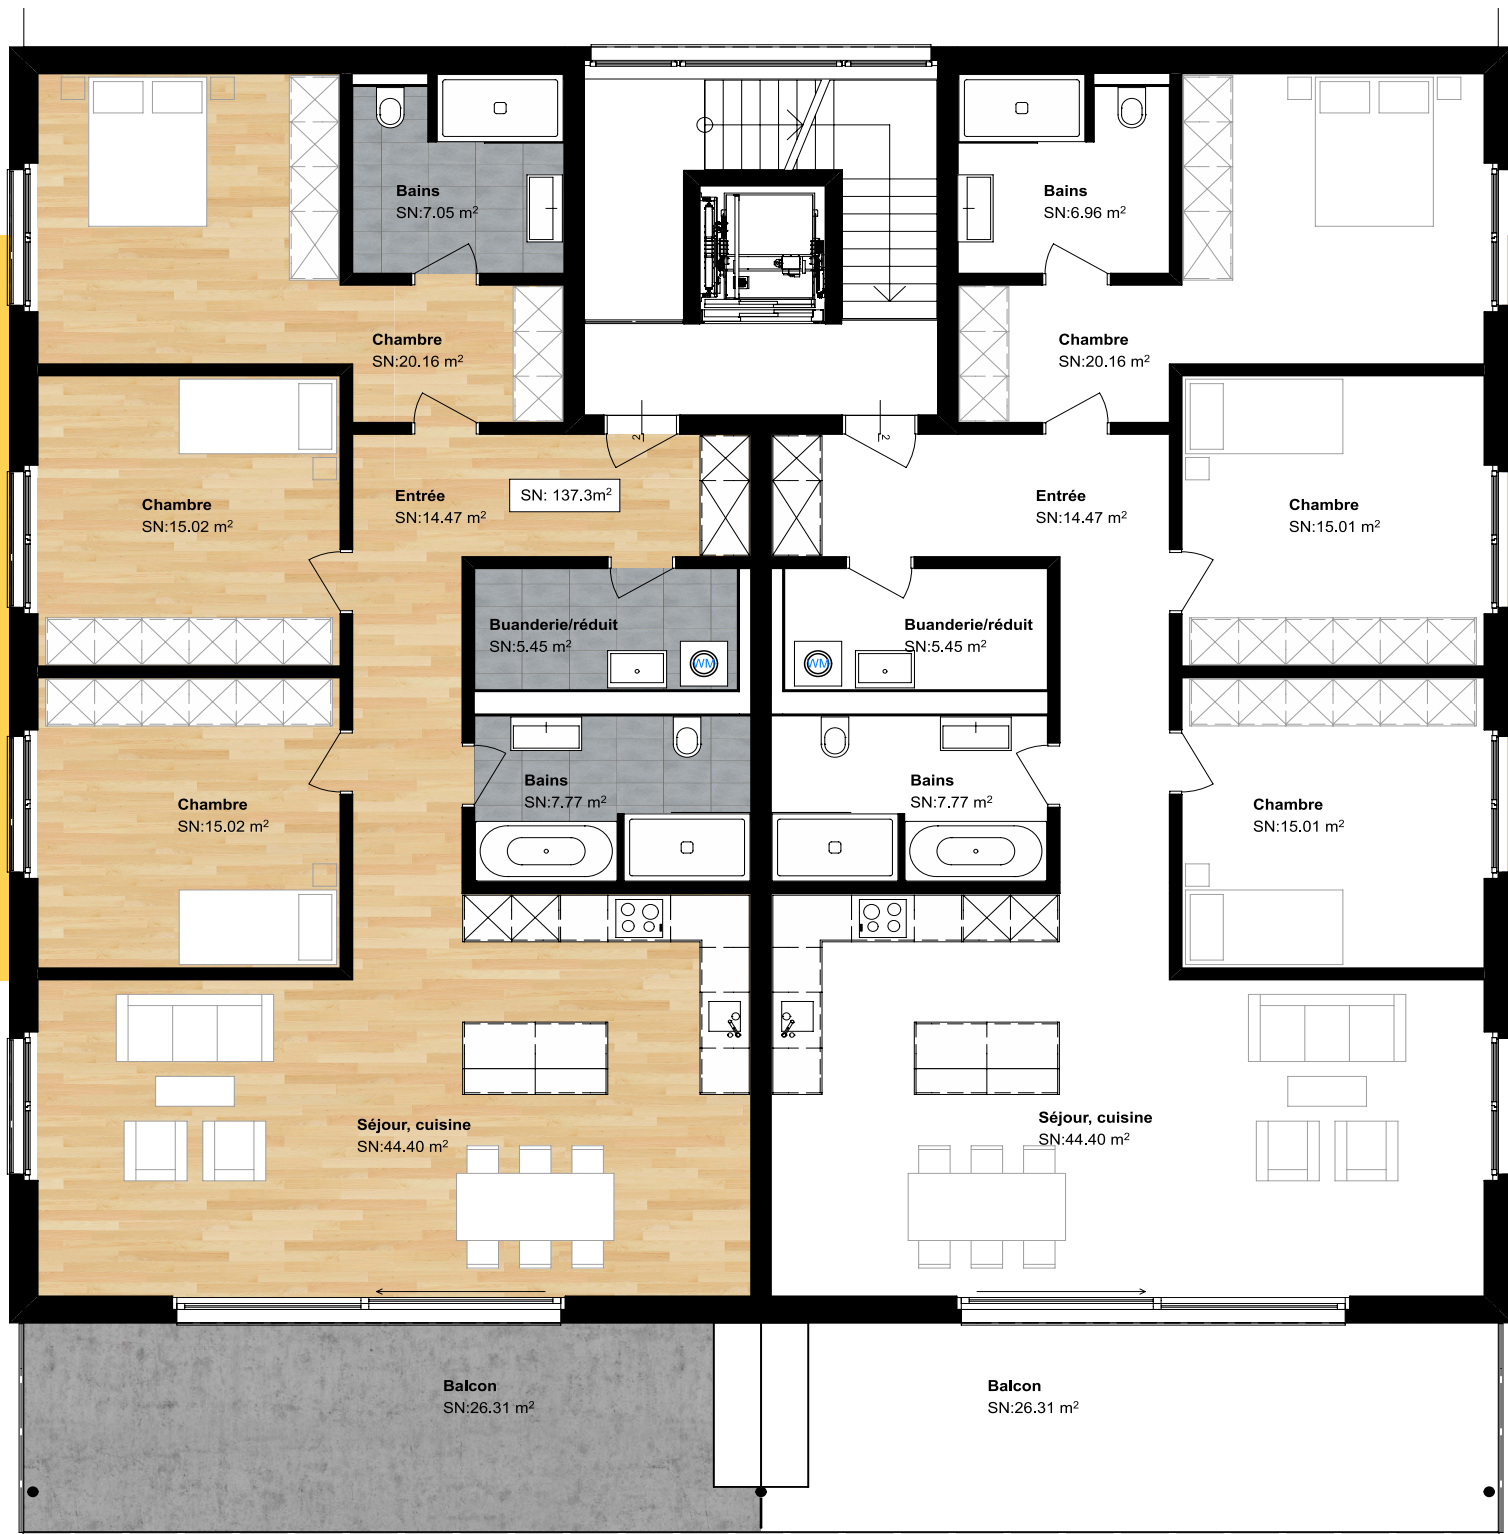 Bains
SN:7.05 m²
Bains
SN:6.96 m²
Chambre
SN:20.16 m²
Chambre
SN:20.16 m²
2
2
Chambre
SN:15.02 m²
Entrée
SN:14.47 m²
SN: 137.3m²
Entrée
SN:14.47 m²
Chambre
SN:15.01 m²
Buanderie/réduit
SN:5.45 m²
WM
Buanderie/réduit
SN:5.45 m²
WM
Chambre
SN:15.02 m²
Bains
SN:7.77 m²
Bains
SN:7.77 m²
Chambre
SN:15.01 m²
Séjour, cuisine
SN:44.40 m²
Séjour, cuisine
SN:44.40 m²
Balcon
SN:26.31 m²
Balcon
SN:26.31 m²